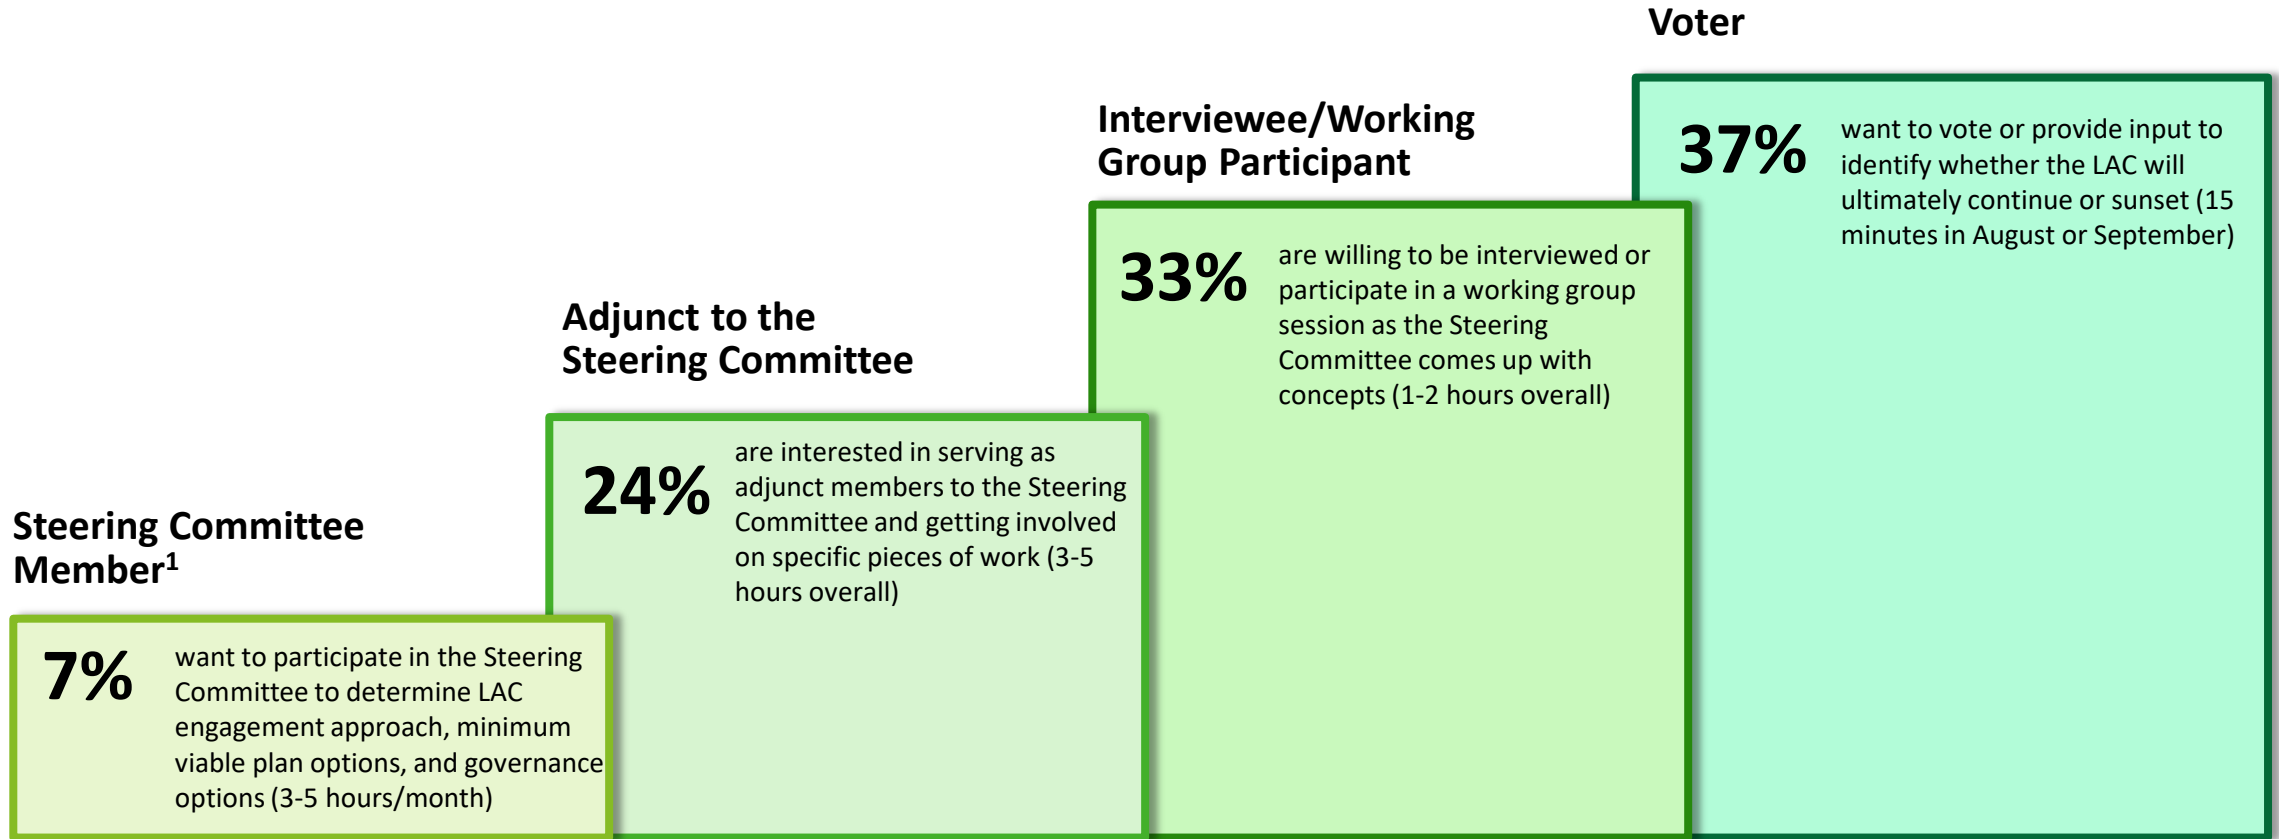 Steering Committee
Member¹
7%
want to participate in the Steering
Committee to determine LAC
engagement approach, minimum
viable plan options, and governance
options (3-5 hours/month)
Adjunct to the
Steering Committee
24%
are interested in serving as
adjunct members to the Steering
Committee and getting involved
on specific pieces of work (3-5
hours overall)
Interviewee/Working
Group Participant
33%
are willing to be interviewed or
participate in a working group
session as the Steering
Committee comes up with
concepts (1-2 hours overall)
Voter
37%
want to vote or provide input to
identify whether the LAC will
ultimately continue or sunset (15
minutes in August or September)